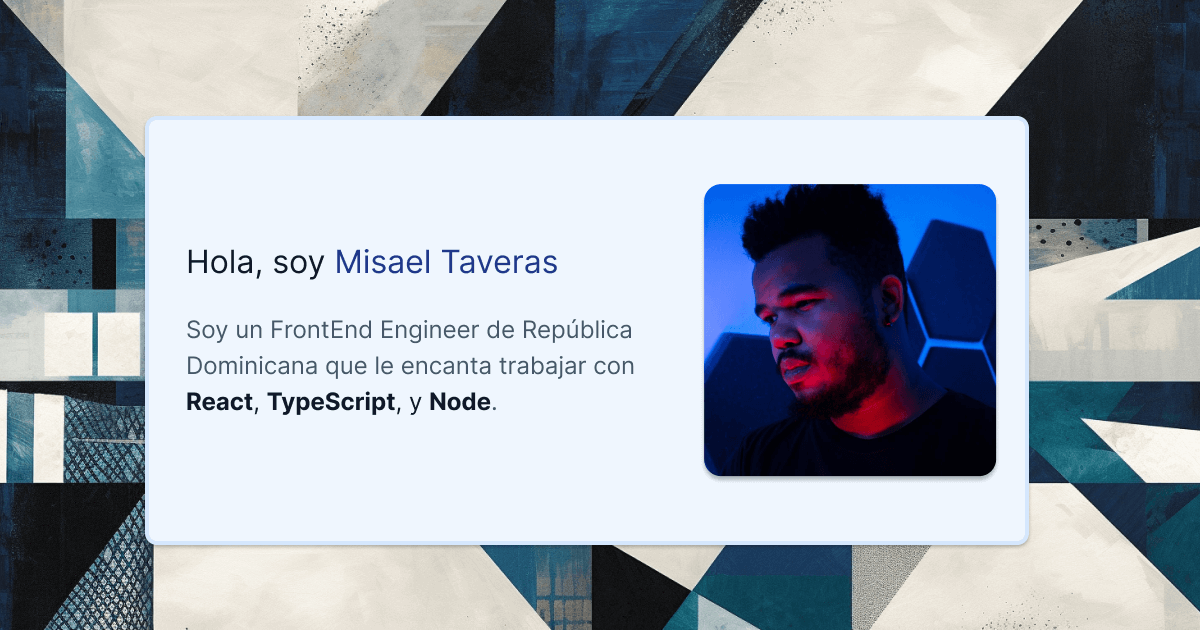 Hola, soy Misael Taveras
Soy un FrontEnd Engineer de República
Dominicana que le encanta trabajar con
React, TypeScript, y Node.